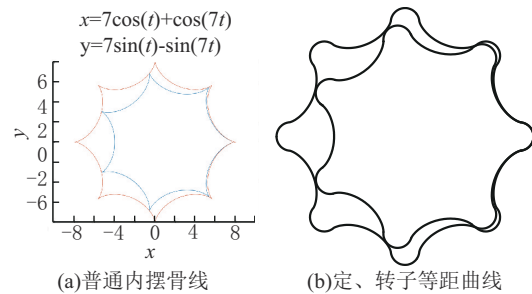 x=7cos(t)+cos(7t)
y=7sin(t)-sin(7t)
6
4
2
0
−2
−4
−6
y
−8 −4 0 4 8
x
(a)普通内摆骨线
(b)定、转子等距曲线